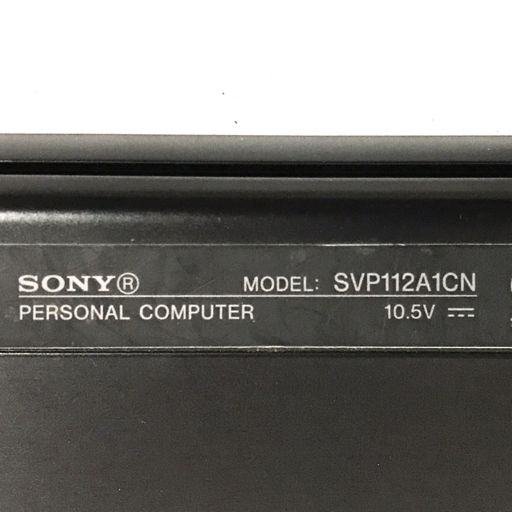 SONY® MODEL: SVP112A1CN
PERSONAL COMPUTER 10.5V ⎓